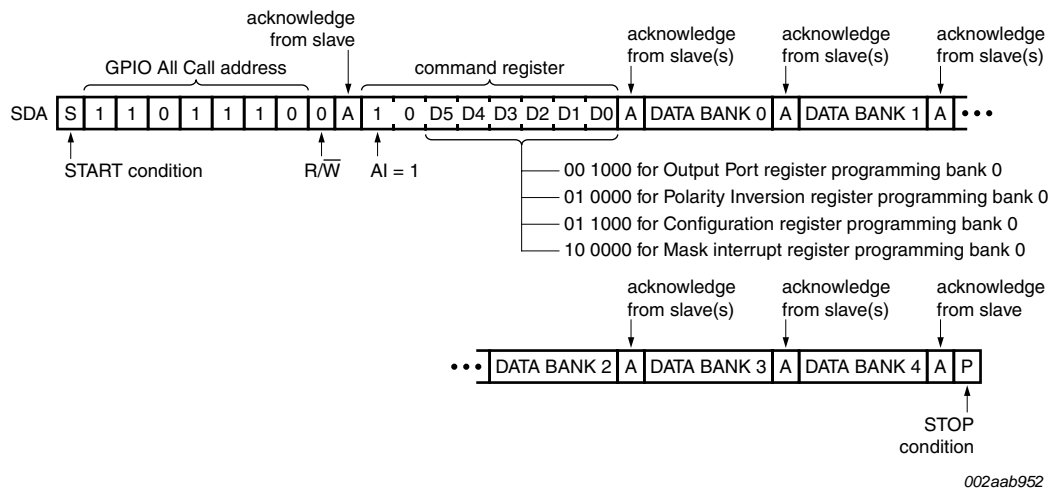 acknowledge
from slave
acknowledge
from slave(s)
acknowledge
from slave(s)
acknowledge
from slave(s)
GPIO All Call address
command register
SDA S 1 1 0 1 1 1 0 0 A 1 0 D5 D4 D3 D2 D1 D0 A DATA BANK 0 A DATA BANK 1 A
START condition
R/W̅
AI = 1
00 1000 for Output Port register programming bank 0
01 0000 for Polarity Inversion register programming bank 0
01 1000 for Configuration register programming bank 0
10 0000 for Mask interrupt register programming bank 0
acknowledge
from slave(s)
acknowledge
from slave(s)
acknowledge
from slave
DATA BANK 2 A DATA BANK 3 A DATA BANK 4 A P
STOP
condition
002aab952